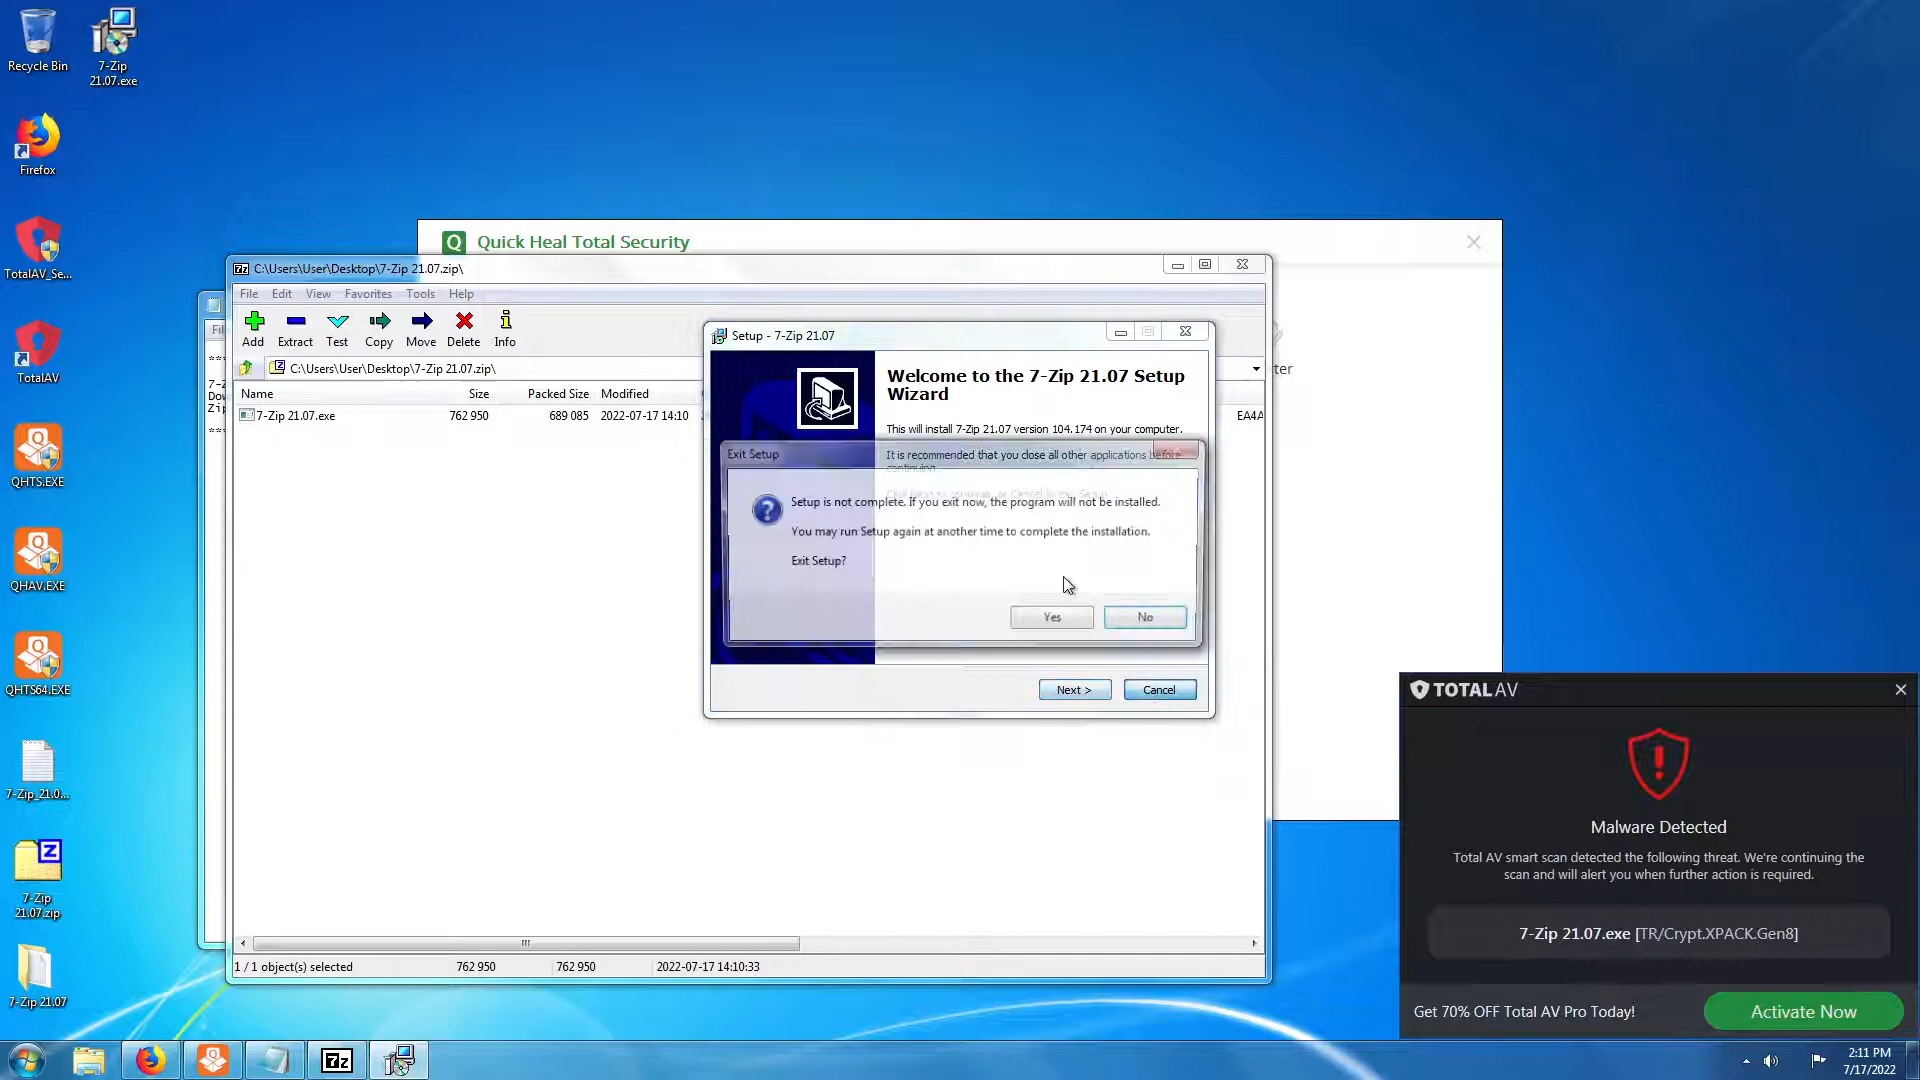 Recycle Bin
7-Zip
21.07.exe
Firefox
TotalAV_Se...
TotalAV
QHTS.EXE
QHAV.EXE
QHTS64.EXE
7-Zip_21.0...
7-Zip
21.07.zip
7-Zip 21.07
Q Quick Heal Total Security
7z C:\Users\User\Desktop\7-Zip 21.07.zip\
File Edit View Favorites Tools Help
Add Extract Test Copy Move Delete Info
C:\Users\User\Desktop\7-Zip 21.07.zip\
Name Size Packed Size Modified
7-Zip 21.07.exe 762 950 689 085 2022-07-17 14:10 EA4A
1 / 1 object(s) selected 762 950 762 950 2022-07-17 14:10:33
Setup - 7-Zip 21.07
Welcome to the 7-Zip 21.07 Setup
Wizard
This will install 7-Zip 21.07 version 104.174 on your computer.
It is recommended that you close all other applications before
continuing.
Exit Setup
Setup is not complete. If you exit now, the program will not be installed.
You may run Setup again at another time to complete the installation.
Exit Setup?
Yes No
Next > Cancel
TOTAL AV
Malware Detected
Total AV smart scan detected the following threat. We're continuing the
scan and will alert you when further action is required.
7-Zip 21.07.exe [TR/Crypt.XPACK.Gen8]
Get 70% OFF Total AV Pro Today! Activate Now
7z
2:11 PM
7/17/2022